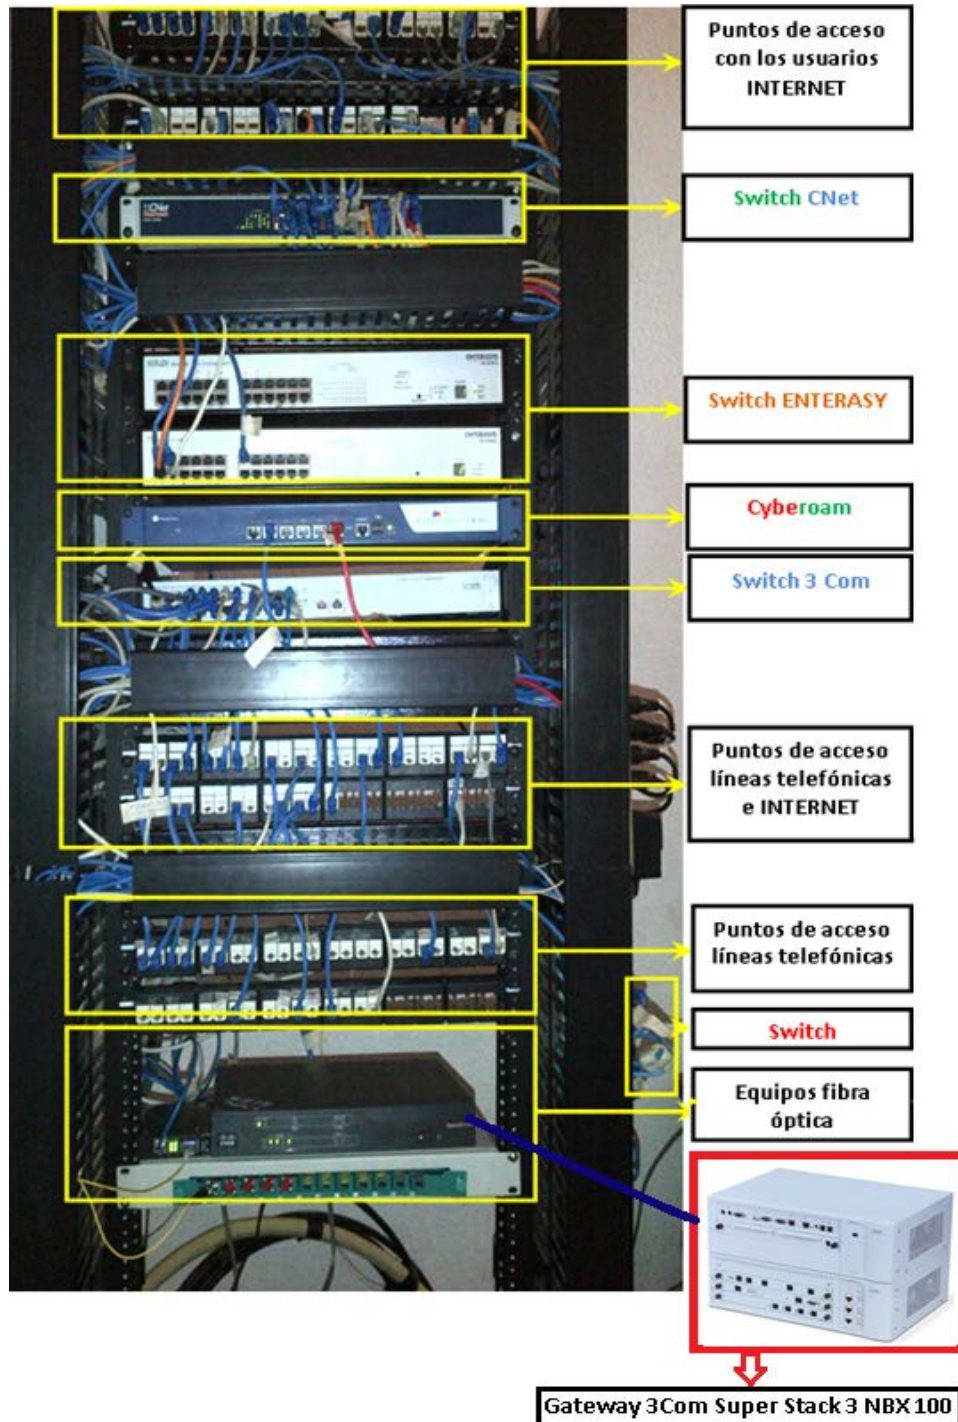 Puntos de acceso
con los usuarios
INTERNET
Switch CNet
Switch ENTERASY
Cyberoam
Switch 3 Com
Puntos de acceso
líneas telefónicas
e INTERNET
Puntos de acceso
líneas telefónicas
Switch
Equipos fibra
óptica
Gateway 3Com Super Stack 3 NBX 100